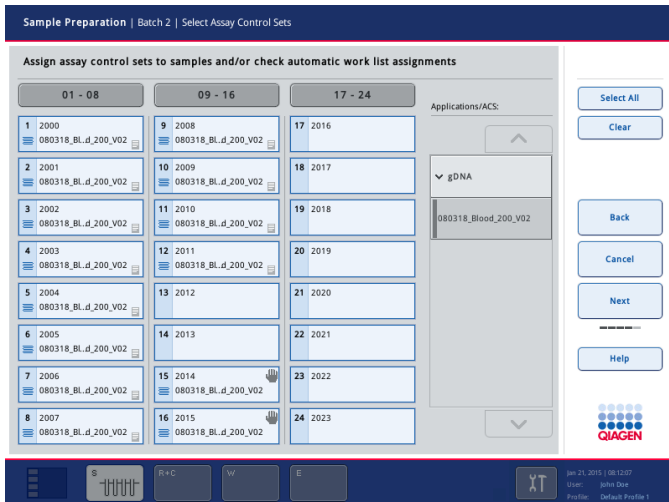 Sample Preparation | Batch 2 | Select Assay Control Sets
Assign assay control sets to samples and/or check automatic work list assignments
01 - 08
09 - 16
17 - 24
Applications/ACS:
1 2000
080318_Bl..d_200_V02
2 2001
080318_Bl..d_200_V02
3 2002
080318_Bl..d_200_V02
4 2003
080318_Bl..d_200_V02
5 2004
080318_Bl..d_200_V02
6 2005
080318_Bl..d_200_V02
7 2006
080318_Bl..d_200_V02
8 2007
080318_Bl..d_200_V02
9 2008
080318_Bl..d_200_V02
10 2009
080318_Bl..d_200_V02
11 2010
080318_Bl..d_200_V02
12 2011
080318_Bl..d_200_V02
13 2012
14 2013
15 2014
080318_Bl..d_200_V02
16 2015
080318_Bl..d_200_V02
17 2016
18 2017
19 2018
20 2019
21 2020
22 2021
23 2022
24 2023
gDNA
080318_Blood_200_V02
Select All
Clear
Back
Cancel
Next
Help
QIAGEN
S
R+C
W
E
Jan 21, 2015 | 08:12:07
User: John Doe
Profile: Default Profile 1